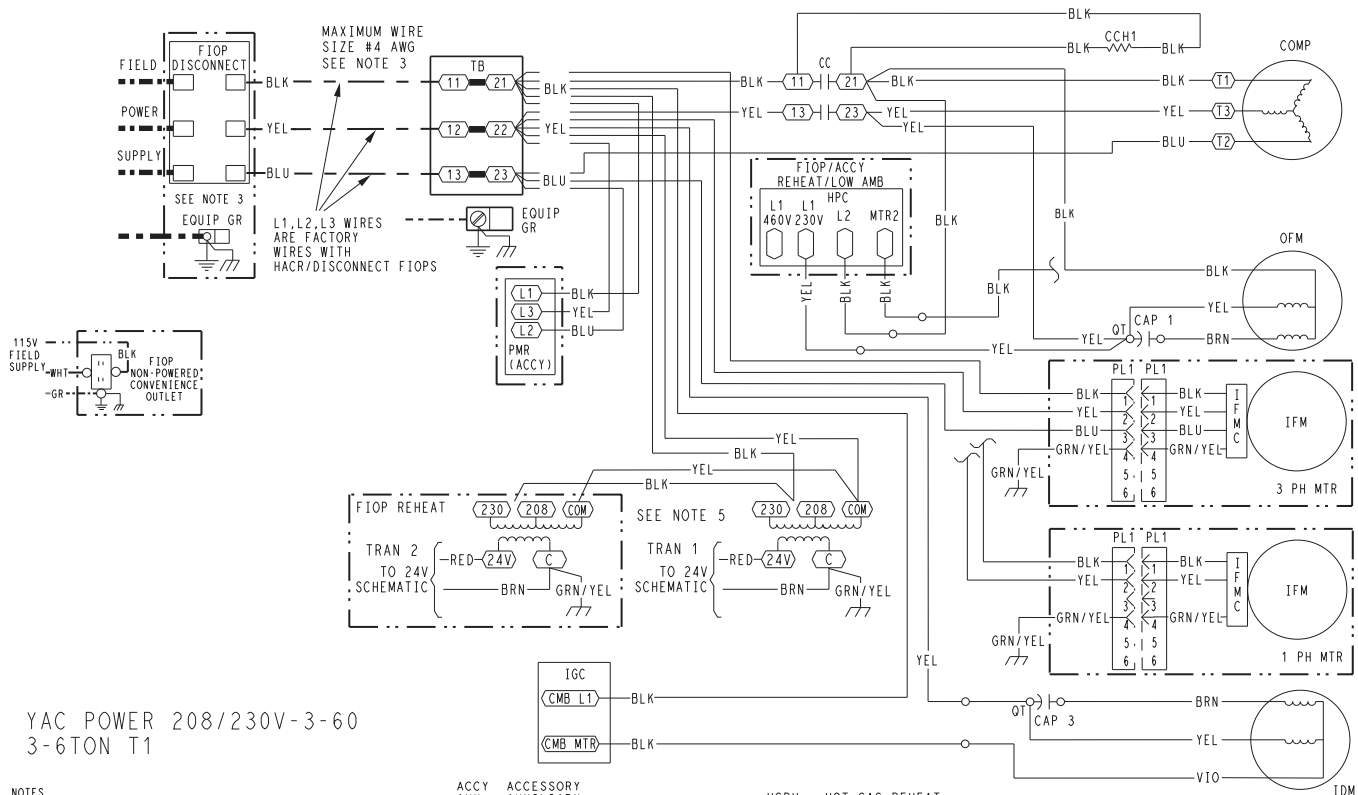 MAXIMUM WIRE
SIZE #4 AWG
SEE NOTE 3
FIOP
DISCONNECT
FIELD
POWER
SUPPLY
SEE NOTE 3
EQUIP GR
BLK
YEL
BLU
L1,L2,L3 WIRES
ARE FACTORY
WIRES WITH
HACR/DISCONNECT FIOPS
TB
11 21
12 22
13 23
BLK
YEL
BLU
EQUIP
GR
L1 BLK
L3 YEL
L2 BLU
PMR
(ACCY)
115V
FIELD
SUPPLY
WHT
GR
BLK
FIOP
NON-POWERED
CONVENIENCE
OUTLET
BLK
BLK CCH1 BLK
CC
BLK 11 21 BLK BLK T1
YEL 13 23 YEL YEL T3
YEL
BLU T2
COMP
FIOP/ACCY
REHEAT/LOW AMB
HPC
L1
460V
L1
230V
L2
MTR2
YEL
BLK
BLK
BLK
BLK
BLK
YEL
OFM
BLK
YEL
BRN
YEL
QT
CAP 1
PL1 PL1
BLK 1 1 BLK
YEL 2 2 YEL
BLU 3 3 BLU
GRN/YEL 4 4 GRN/YEL
5 5
6 6
GRN/YEL
IFMC
IFM
3 PH MTR
YEL
BLK
YEL
BLK
FIOP REHEAT
230 208 COM
TRAN 2
TO 24V
SCHEMATIC
RED 24V C
BRN GRN/YEL
SEE NOTE 5
230 208 COM
TRAN 1
TO 24V
SCHEMATIC
RED 24V C
BRN GRN/YEL
PL1 PL1
BLK 1 1 BLK
YEL 2 2 YEL
3 3
GRN/YEL 4 4 GRN/YEL
5 5
6 6
GRN/YEL
IFMC
IFM
1 PH MTR
YEL
IGC
CMB L1 BLK
CMB MTR BLK
QT
CAP 3
BRN
YEL
VIO
IDM
YAC POWER 208/230V-3-60
3-6TON T1
NOTES
ACCY ACCESSORY